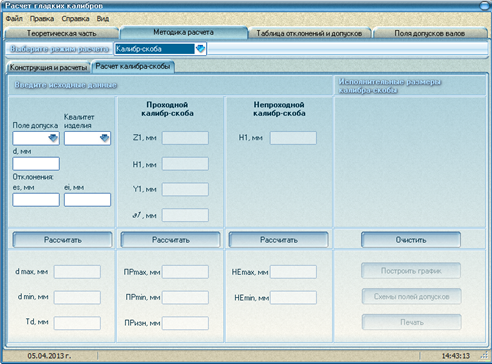 Расчет гладких калибров
Файл Правка Справка Вид
Теоретическая часть Методика расчета Таблица отклонений и допусков Поля допусков валов
Выберите режим расчета Калибр-скоба
Конструкция и расчеты Расчет калибра-скобы
Введите исходные данные
Исполнительные размеры
калибра-скобы
Проходной
калибр-скоба
Непроходной
калибр-скоба
Поле допуска
Квалитет
изделия
d, мм
Отклонения:
es, мм ei, мм
Z1, мм
H1, мм
Y1, мм
α1, мм
H1, мм
Рассчитать Рассчитать Рассчитать Очистить
d max, мм ПРmax, мм НЕmax, мм Построить график
d min, мм ПРmin, мм НЕmin, мм Схемы полей допусков
Td, мм ПРизн, мм Печать
05.04.2013 г. 14:43:13